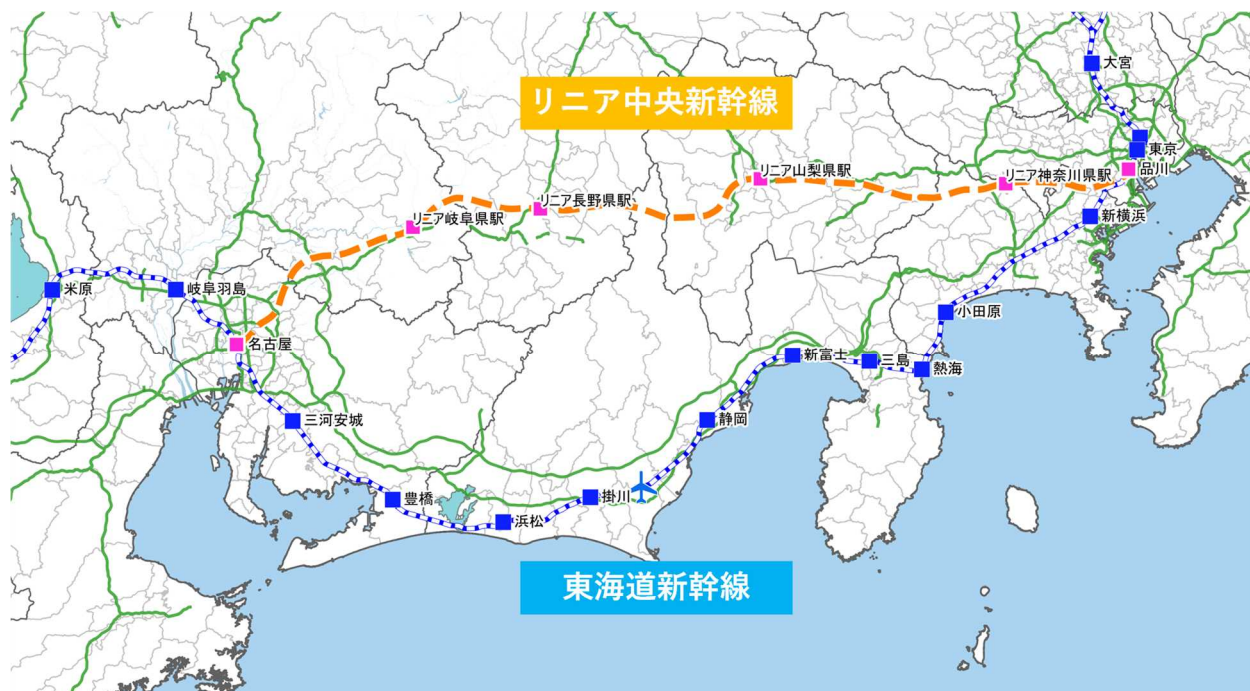 大宮
リニア中央新幹線
東京
品川
リニア山梨県駅
リニア神奈川県駅
リニア長野県駅
リニア岐阜県駅
新横浜
米原
岐阜羽島
小田原
名古屋
新富士
三島
熱海
三河安城
静岡
豊橋
掛川
浜松
東海道新幹線